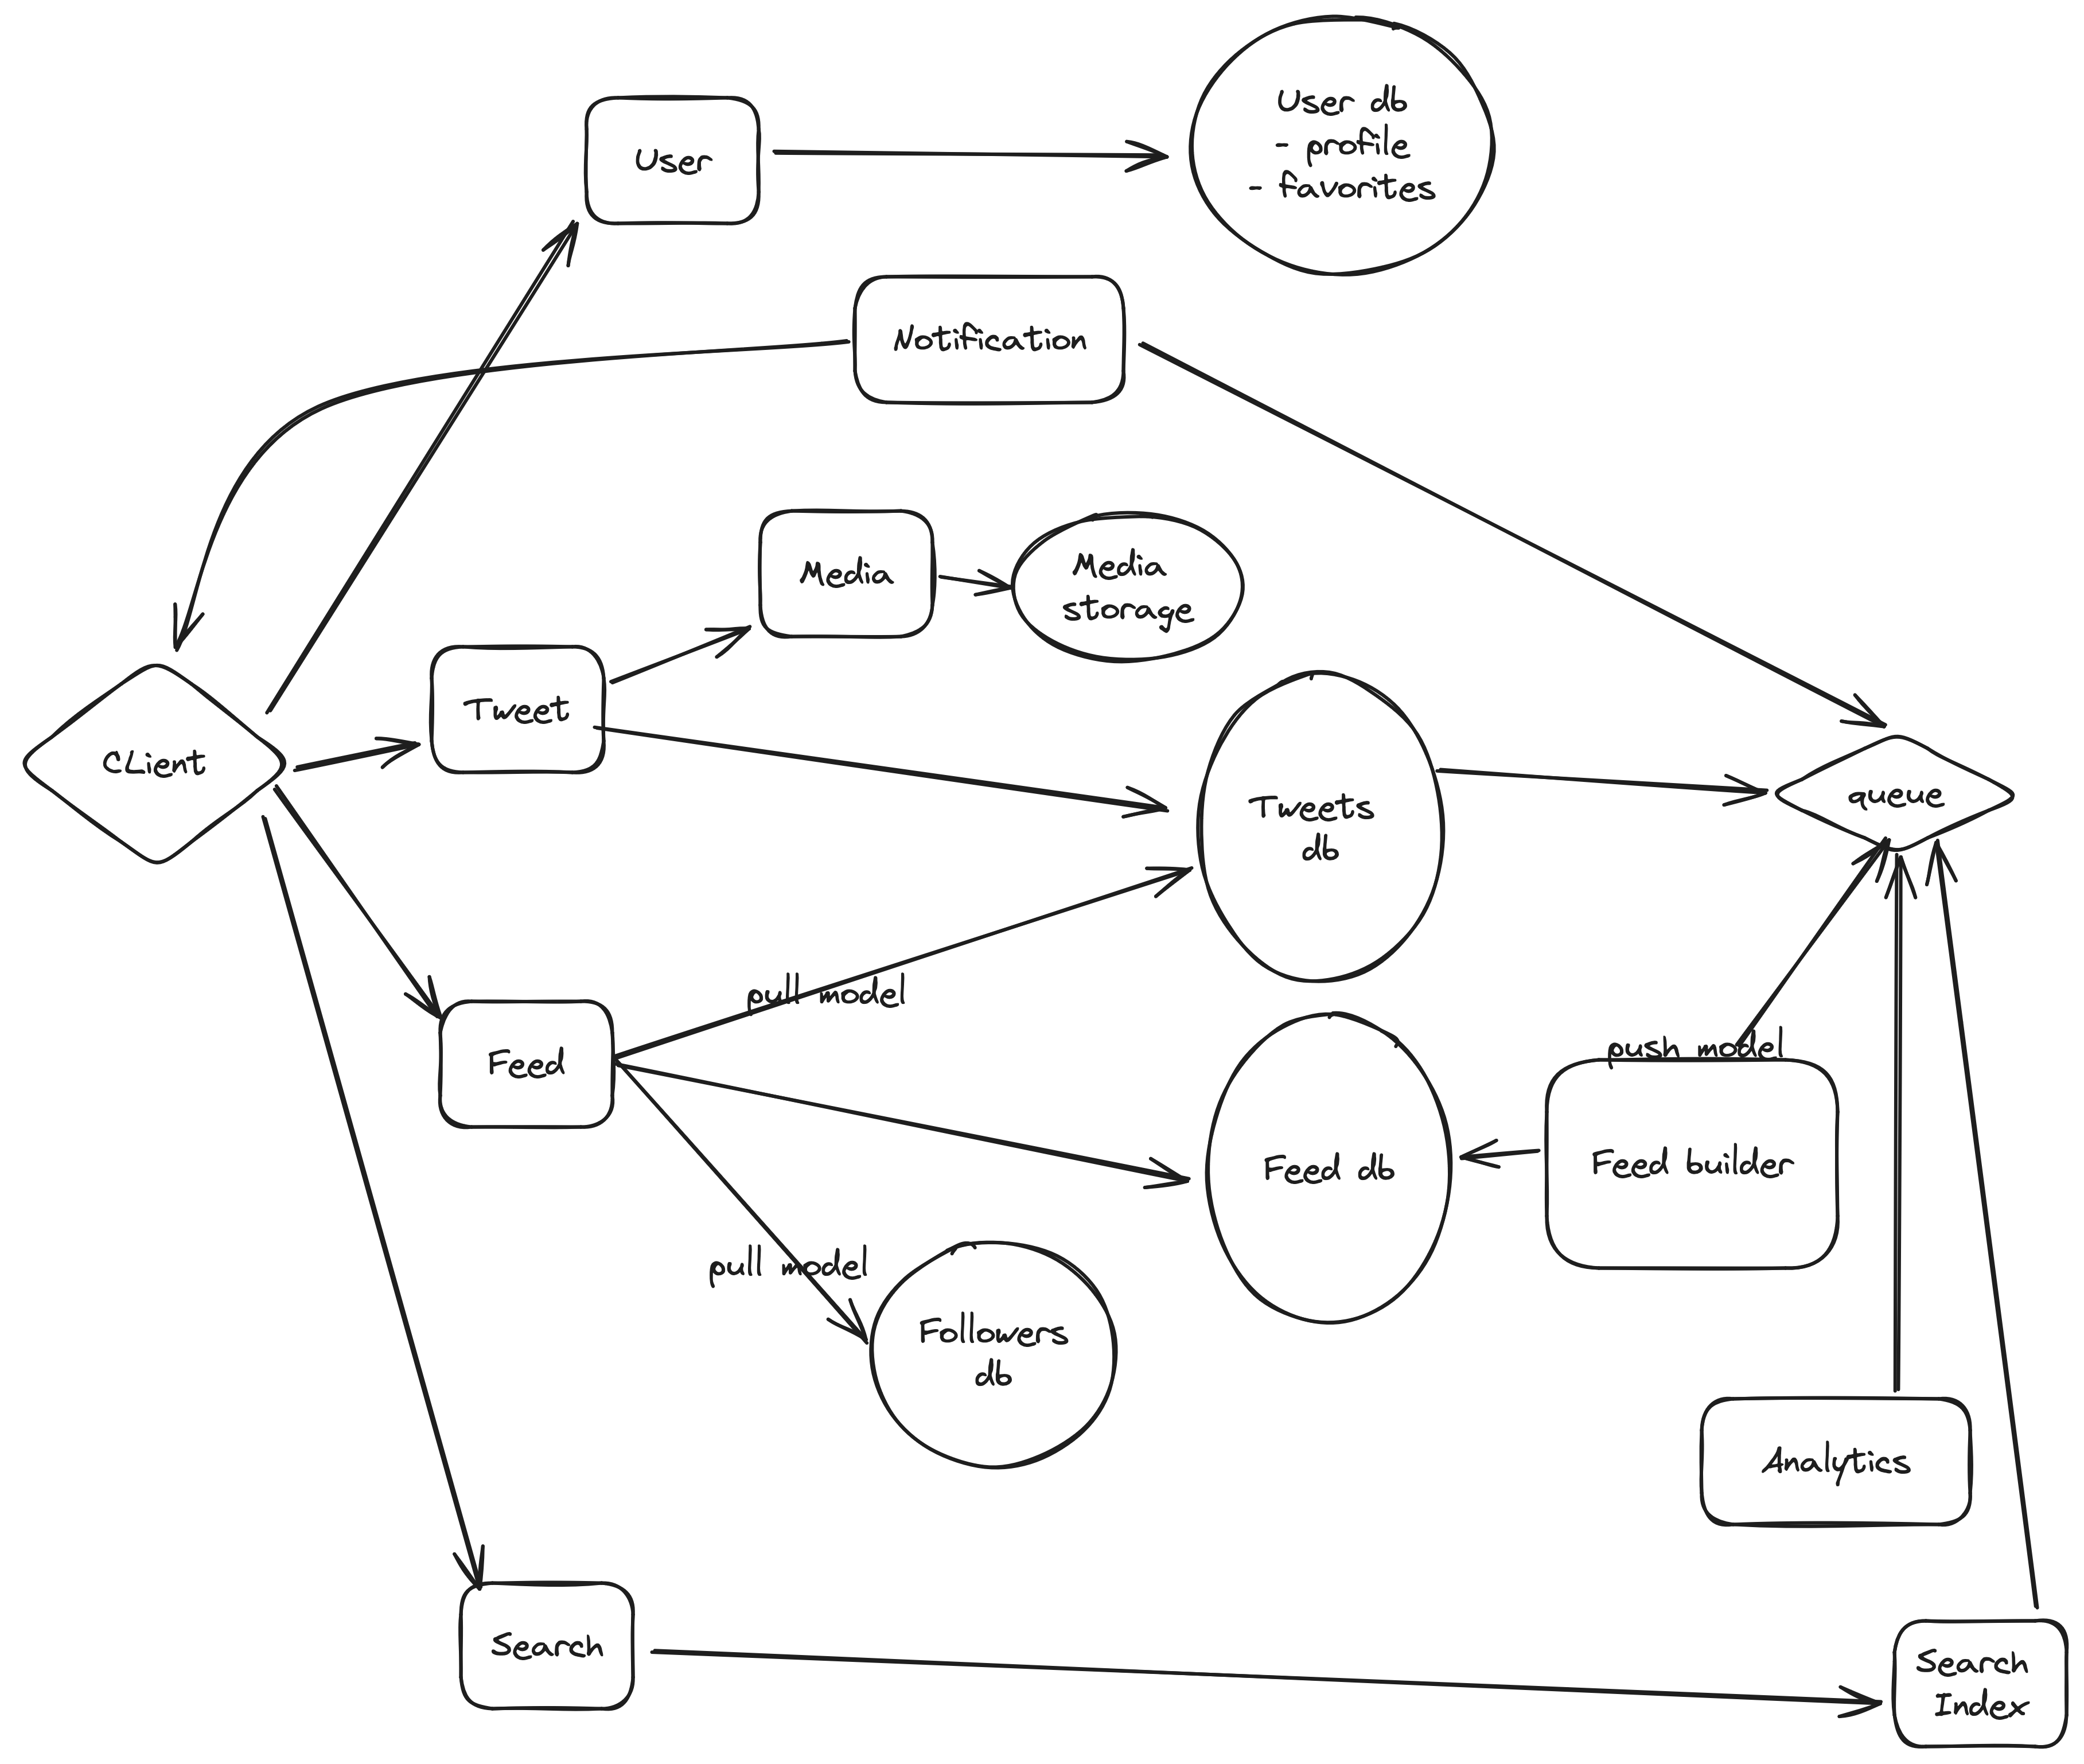 User db
- profile
- favorites
User
Notification
Media
Media
storage
Tweet
CLient
Tweets
db
queue
pull model
push model
Feed
Feed db
Feed builder
pull model
Followers
db
Analytics
Search
Search
Index